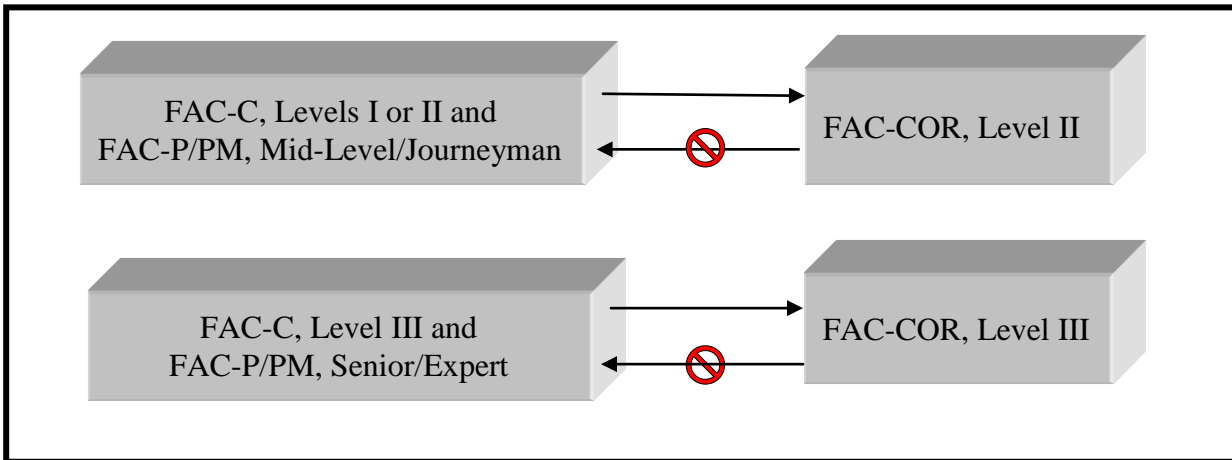 FAC-C, Levels I or II and
FAC-P/PM, Mid-Level/Journeyman
FAC-COR, Level II
FAC-C, Level III and
FAC-P/PM, Senior/Expert
FAC-COR, Level III